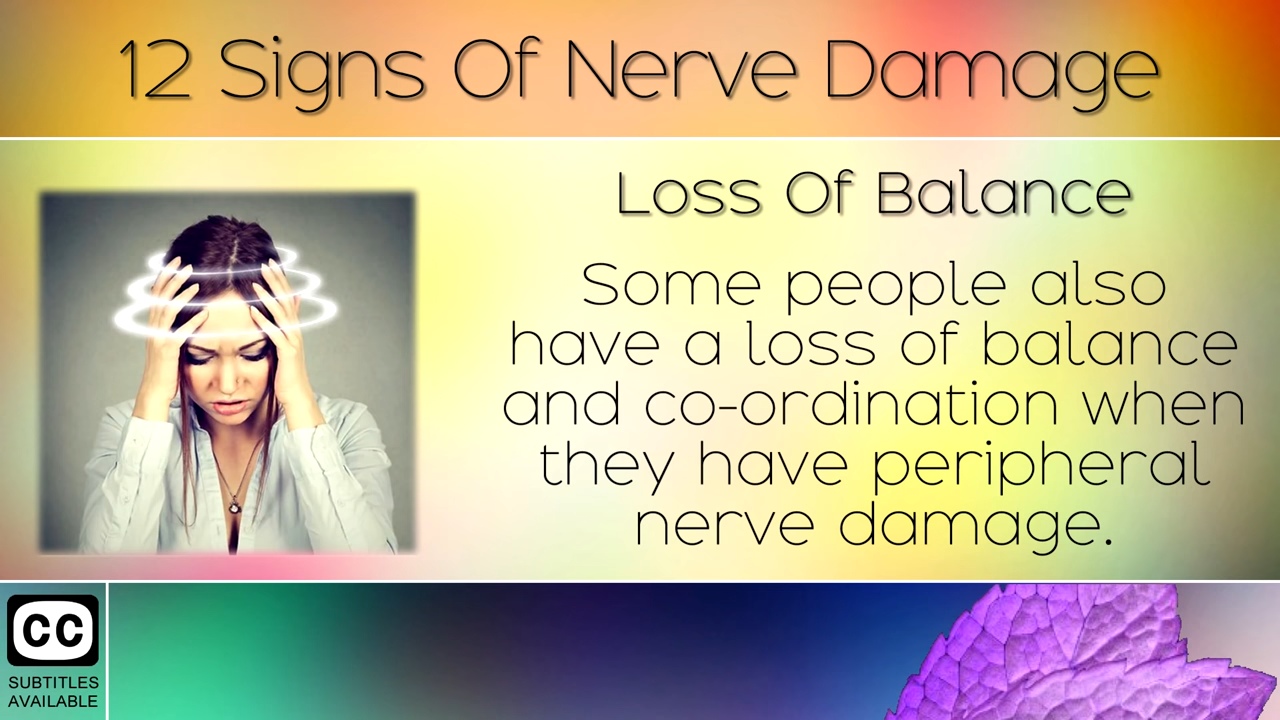 12 Signs Of Nerve Damage
Loss Of Balance
Some people also
have a loss of balance
and co-ordination when
they have peripheral
nerve damage.
CC
SUBTITLES
AVAILABLE